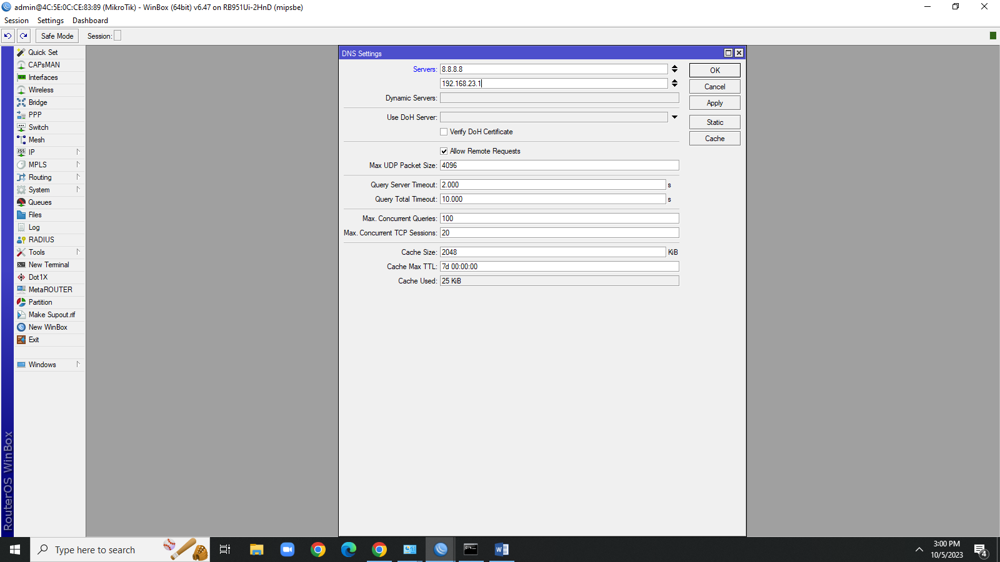 admin@4C:5E:0C:CE:83:89 (MikroTik) - WinBox (64bit) v6.47 on RB951Ui-2HnD (mipsbe)
Session Settings Dashboard
Safe Mode Session:
Quick Set
CAPsMAN
Interfaces
Wireless
Bridge
PPP
Switch
Mesh
IP
MPLS
Routing
System
Queues
Files
Log
RADIUS
Tools
New Terminal
Dot1X
MetaROUTER
Partition
Make Supout.rif
New WinBox
Exit
Windows
RouterOS WinBox
DNS Settings
Servers: 8.8.8.8
192.168.23.1
Dynamic Servers:
Use DoH Server:
Verify DoH Certificate
Allow Remote Requests
Max UDP Packet Size: 4096
Query Server Timeout: 2.000 s
Query Total Timeout: 10.000 s
Max. Concurrent Queries: 100
Max. Concurrent TCP Sessions: 20
Cache Size: 2048 KiB
Cache Max TTL: 7d 00:00:00
Cache Used: 25 KiB
OK
Cancel
Apply
Static
Cache
Type here to search
3:00 PM
10/5/2023
4